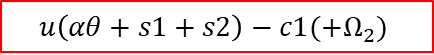 u(αθ + s1 + s2) − c1(+Ω₂)